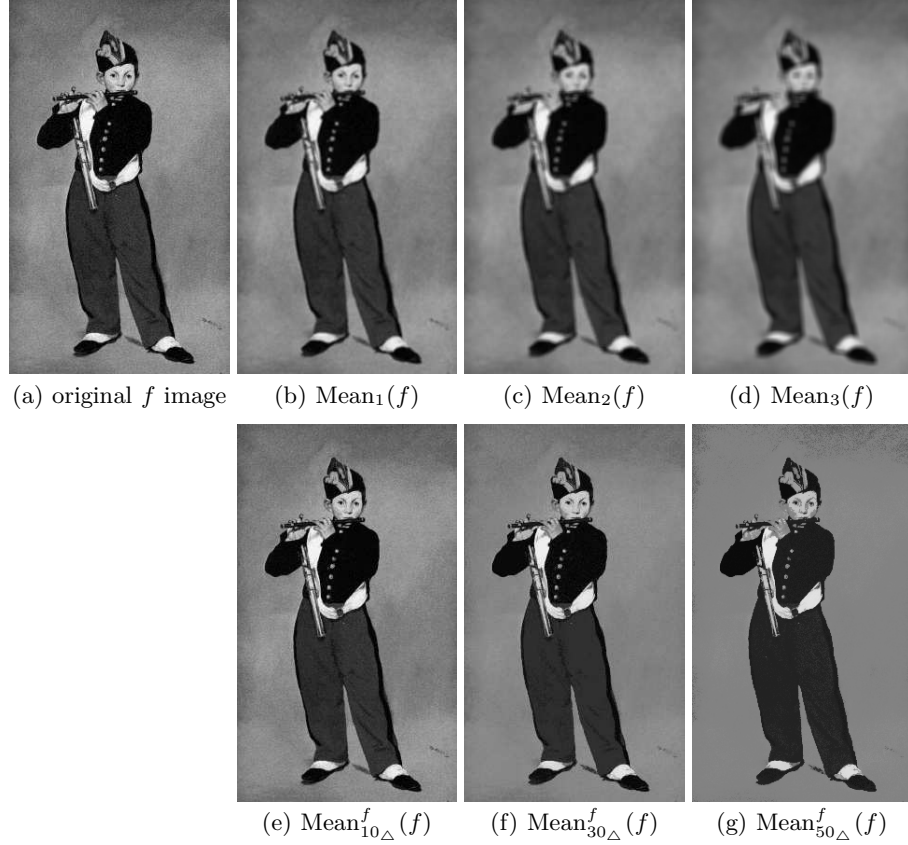 (a) original f image
(b) Mean₁(f)
(c) Mean₂(f)
(d) Mean₃(f)
(e) Mean^f_{10△}(f)
(f) Mean^f_{30△}(f)
(g) Mean^f_{50△}(f)